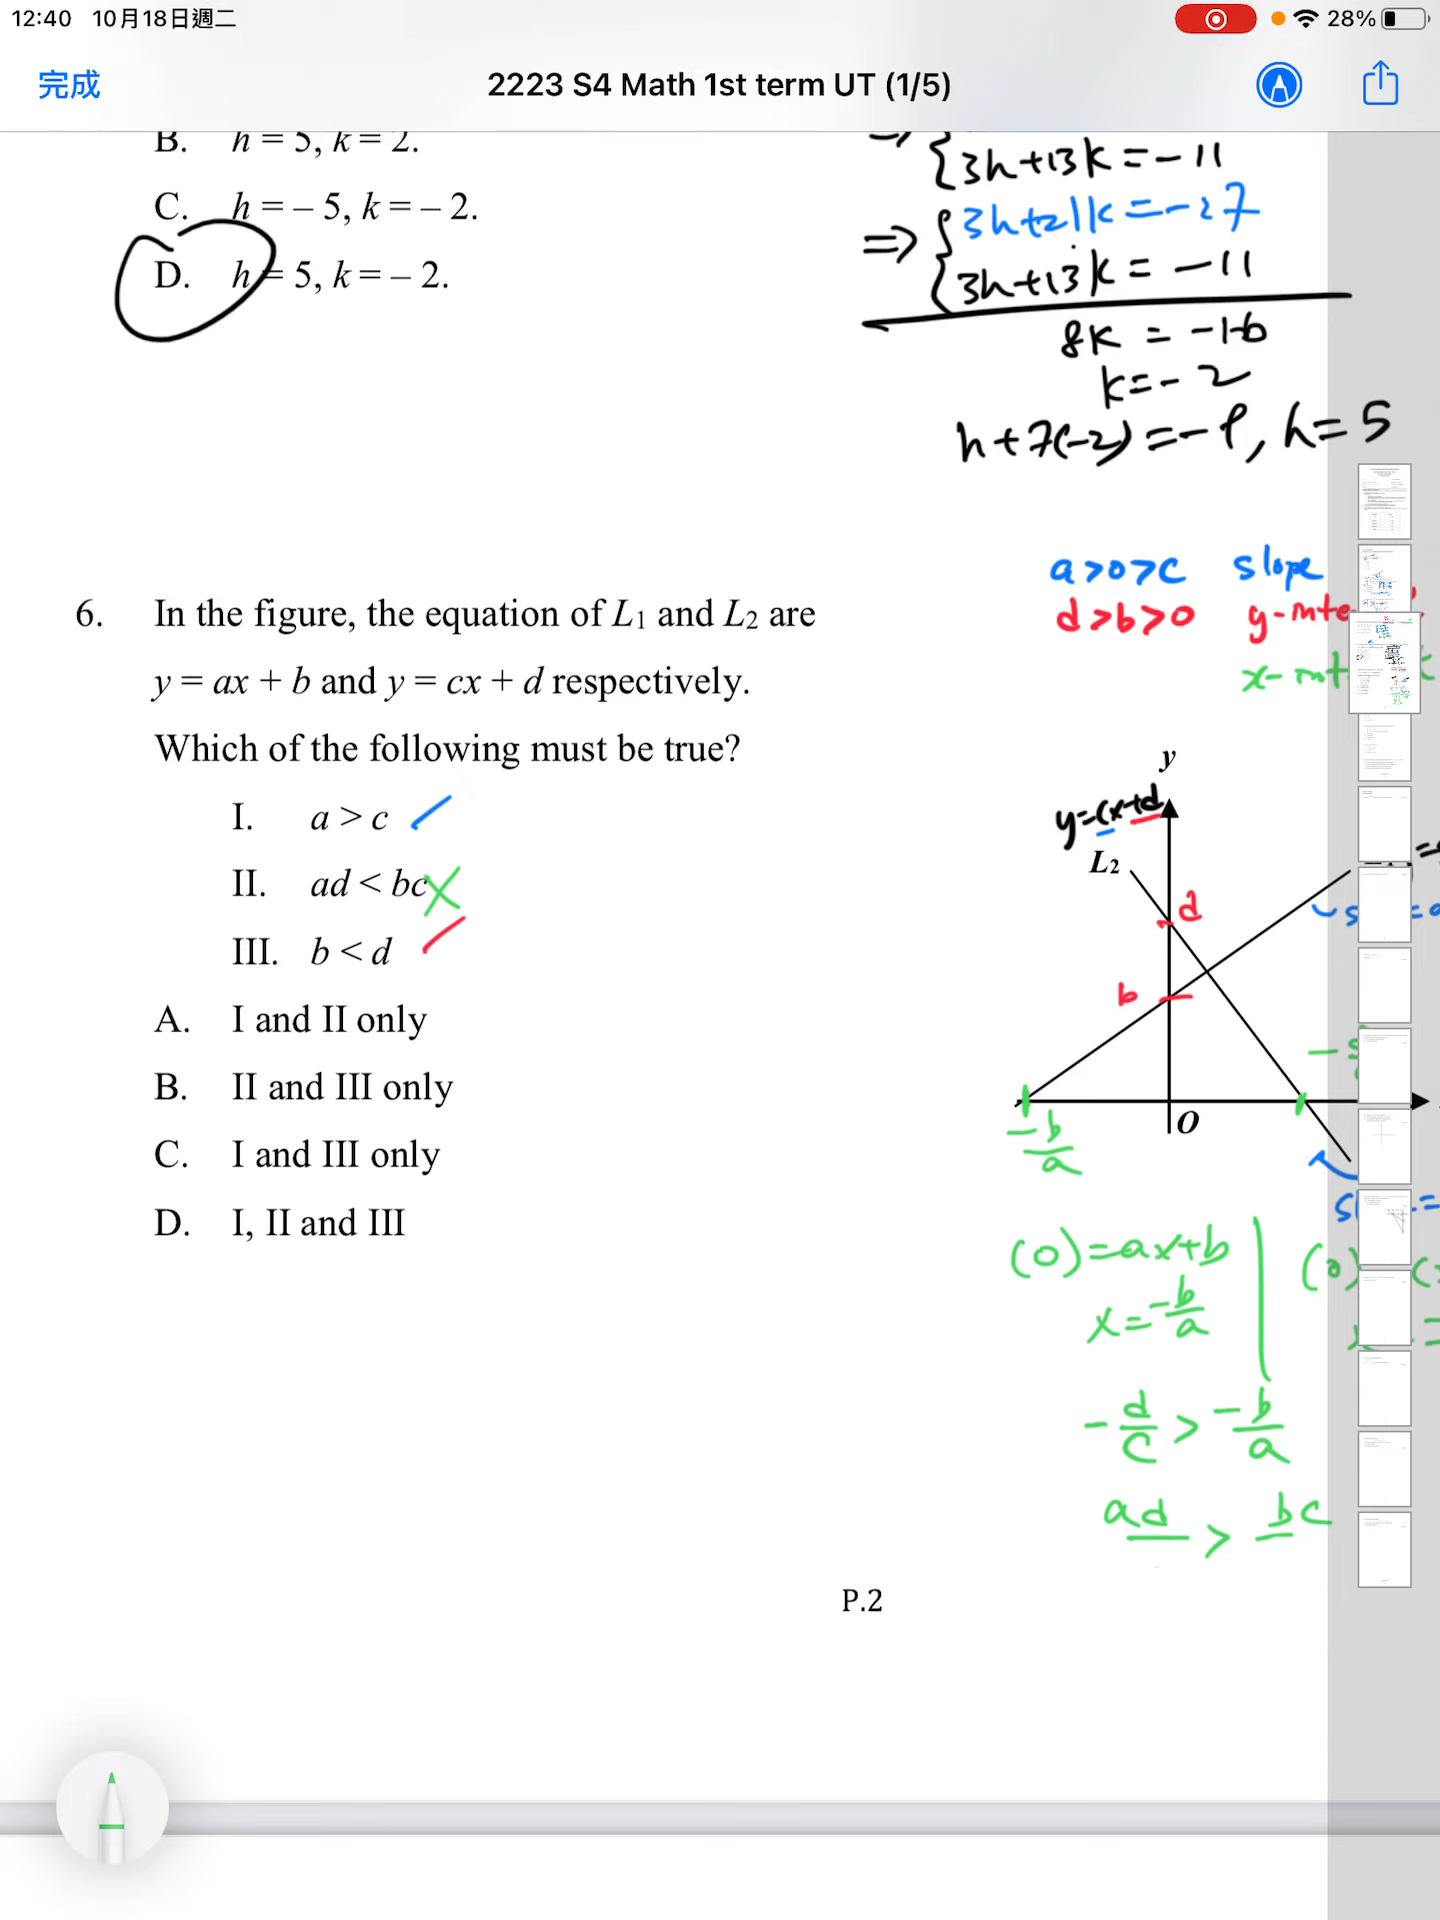 12:40 10月18日週二 28%
完成 2223 S4 Math 1st term UT (1/5)
B. h = 5, k = 2.
C. h = – 5, k = – 2.
D. h = 5, k = – 2.
3h+13k=-11
⇒ {3h+21k=-27
{3h+13k=-11
8k = -16
k=-2
h+7(-2)=-9, h=5
a>0>c slope
d>b>0
6. In the figure, the equation of L1 and L2 are
y = ax + b and y = cx + d respectively.
Which of the following must be true?
I. a > c
II. ad < bc
III. b < d
A. I and II only
B. II and III only
C. I and III only
D. I, II and III
y
y=cx+d
L2
d
b
O
-b/a
(0)=ax+b
x=-b/a
-d/c > -b/a
ad > bc
P.2